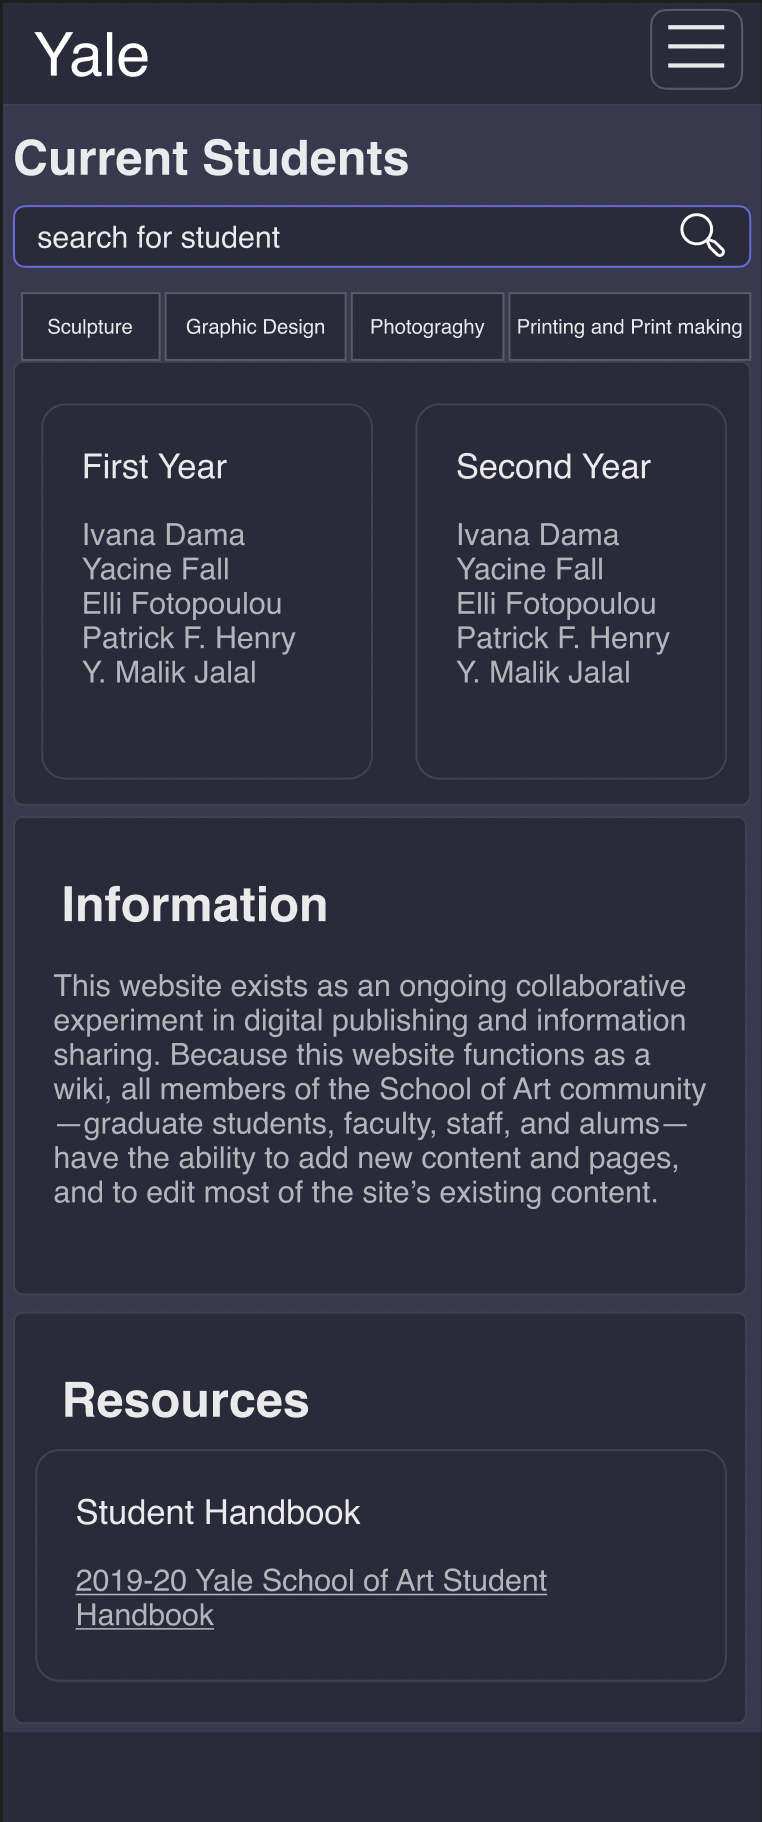 Yale
Current Students
search for student
Sculpture
Graphic Design
Photograghy
Printing and Print making
First Year
Ivana Dama
Yacine Fall
Elli Fotopoulou
Patrick F. Henry
Y. Malik Jalal
Second Year
Ivana Dama
Yacine Fall
Elli Fotopoulou
Patrick F. Henry
Y. Malik Jalal
Information
This website exists as an ongoing collaborative
experiment in digital publishing and information
sharing. Because this website functions as a
wiki, all members of the School of Art community
—graduate students, faculty, staff, and alums—
have the ability to add new content and pages,
and to edit most of the site’s existing content.
Resources
Student Handbook
2019-20 Yale School of Art Student
Handbook